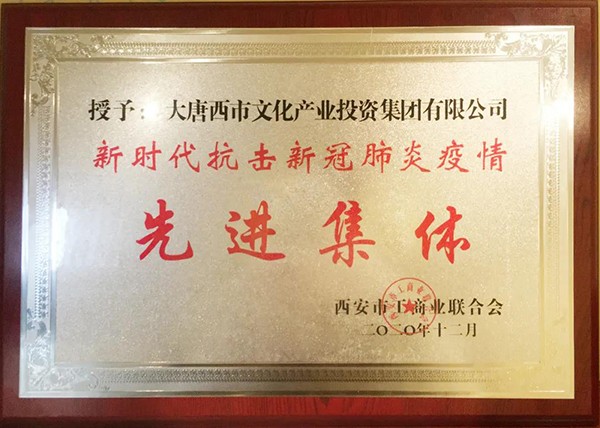 授予：大唐西市文化产业投资集团有限公司
新时代抗击新冠肺炎疫情
先进集体
西安市工商业联合会
二〇二〇年十二月